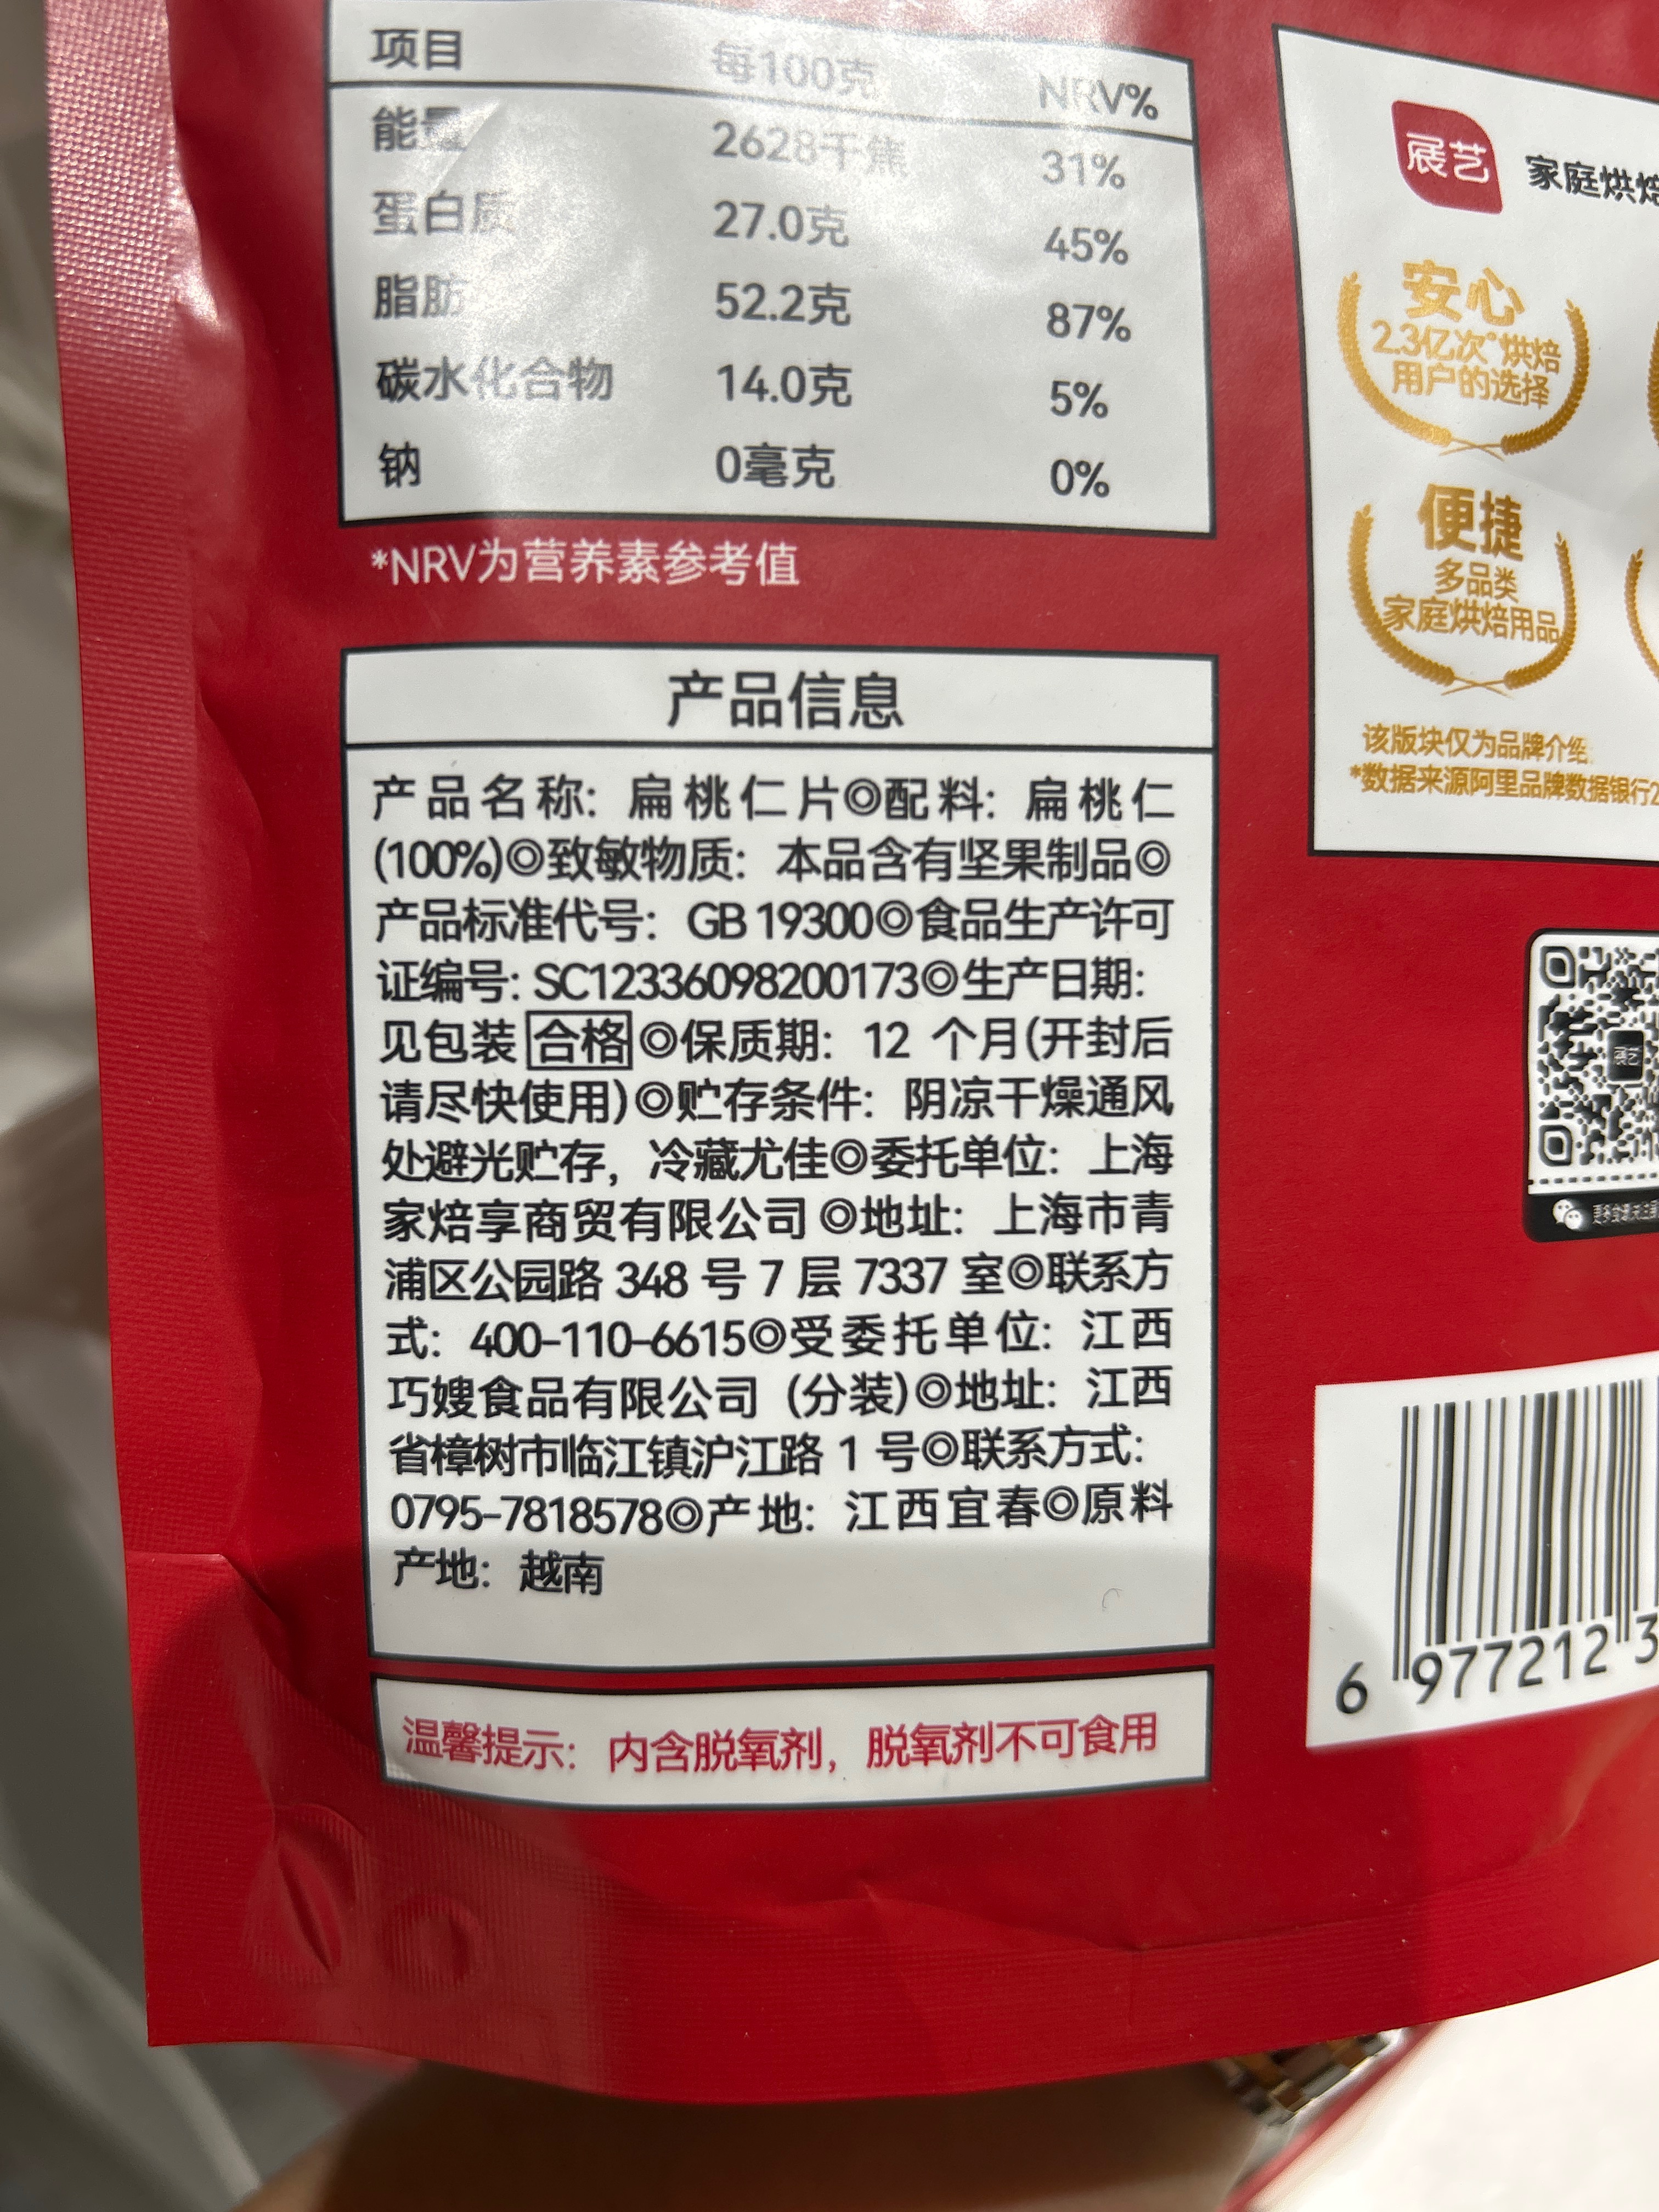 项目 每100克 NRV%
能量 2628千焦 31%
蛋白质 27.0克 45%
脂肪 52.2克 87%
碳水化合物 14.0克 5%
钠 0毫克 0%
*NRV为营养素参考值
产品信息
产品名称：扁桃仁片◎配料：扁桃仁
(100%)◎致敏物质：本品含有坚果制品◎
产品标准代号：GB 19300◎食品生产许可
证编号：SC12336098200173◎生产日期：
见包装 合格 ◎保质期：12 个月(开封后
请尽快使用)◎贮存条件：阴凉干燥通风
处避光贮存，冷藏尤佳◎委托单位：上海
家焙享商贸有限公司 ◎地址：上海市青
浦区公园路 348 号 7 层 7337 室◎联系方
式：400-110-6615◎受委托单位：江西
巧嫂食品有限公司（分装）◎地址：江西
省樟树市临江镇沪江路 1 号◎联系方式：
0795-7818578◎产地：江西宜春◎原料
产地：越南
温馨提示：内含脱氧剂，脱氧剂不可食用
展艺 家庭烘焙
安心
2.3亿次*烘焙
用户的选择
便捷
多品类
家庭烘焙用品
该版块仅为品牌介绍
*数据来源阿里品牌数据银行2
展艺
6 977212 3